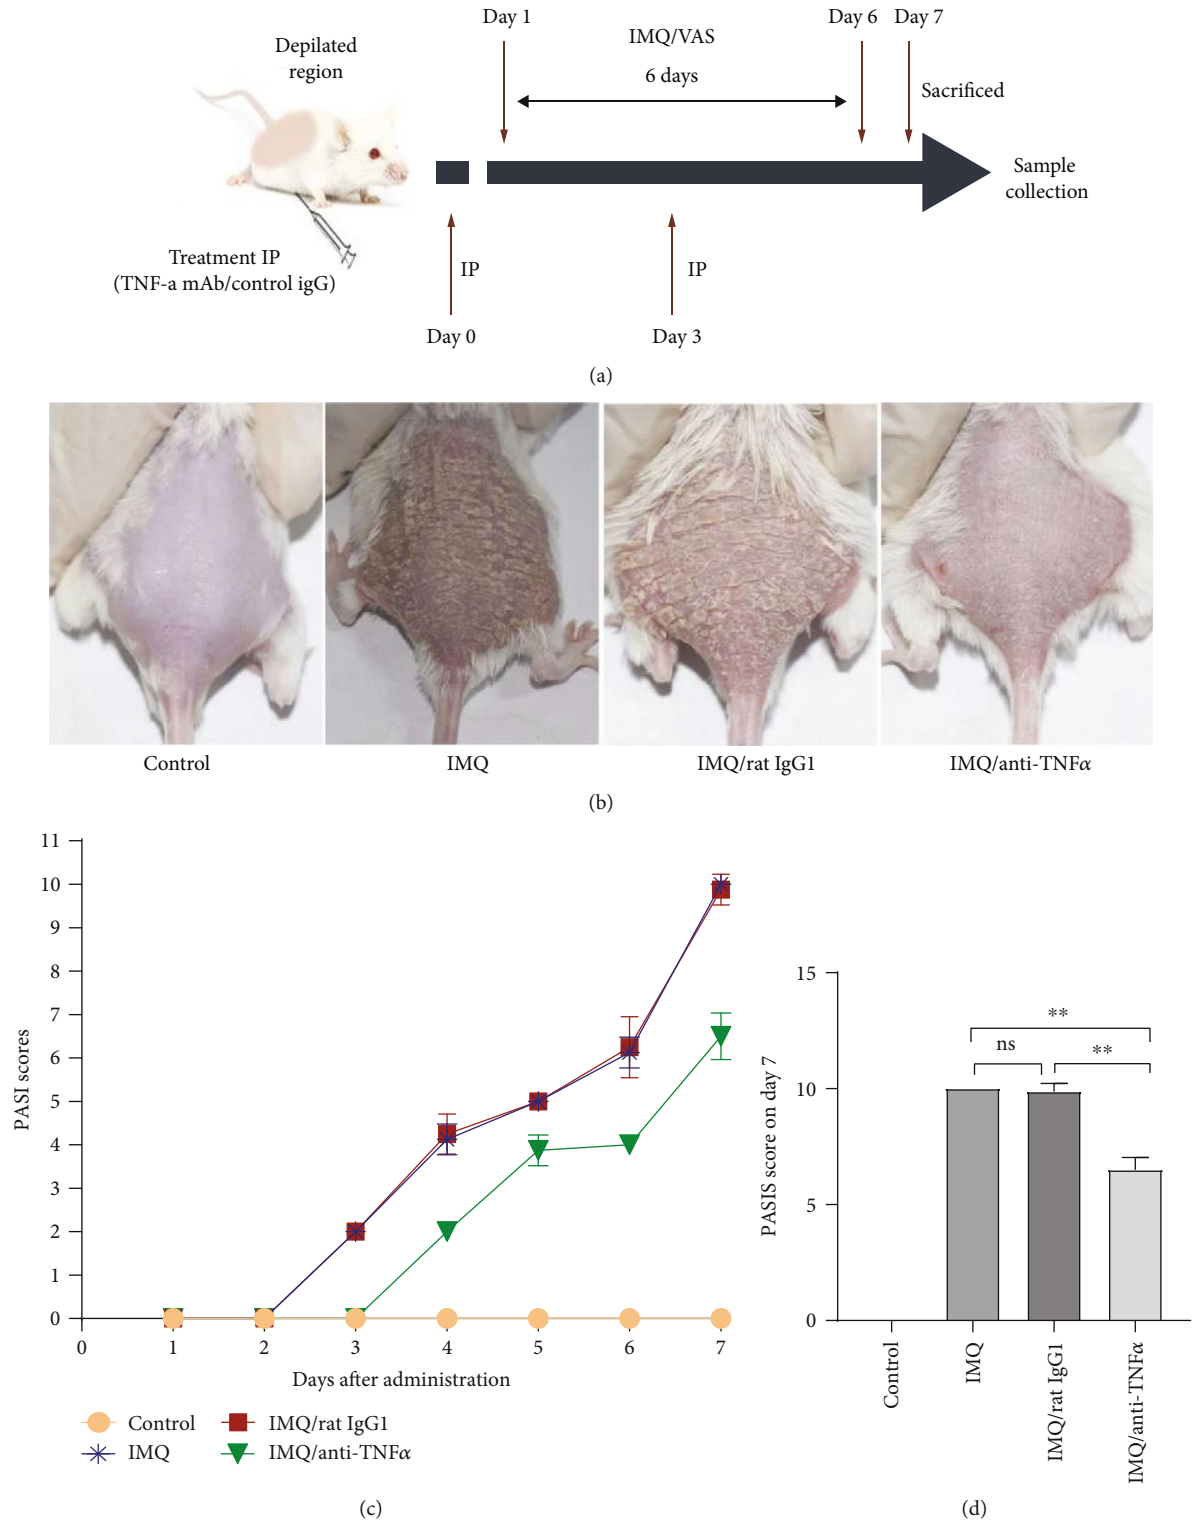 Day 1
Day 6
Day 7
IMQ/VAS
6 days
Depilated
region
Sacrificed
Sample
collection
Treatment IP
(TNF-a mAb/control igG)
IP
IP
Day 0
Day 3
(a)
Control
IMQ
IMQ/rat IgG1
IMQ/anti-TNFα
(b)
PASI scores
11
10
9
8
7
6
5
4
3
2
1
0
0
1
2
3
4
5
6
7
Days after administration
Control
IMQ/rat IgG1
IMQ
IMQ/anti-TNFα
(c)
PASIS score on day 7
15
10
5
0
**
ns
**
Control
IMQ
IMQ/rat IgG1
IMQ/anti-TNFα
(d)